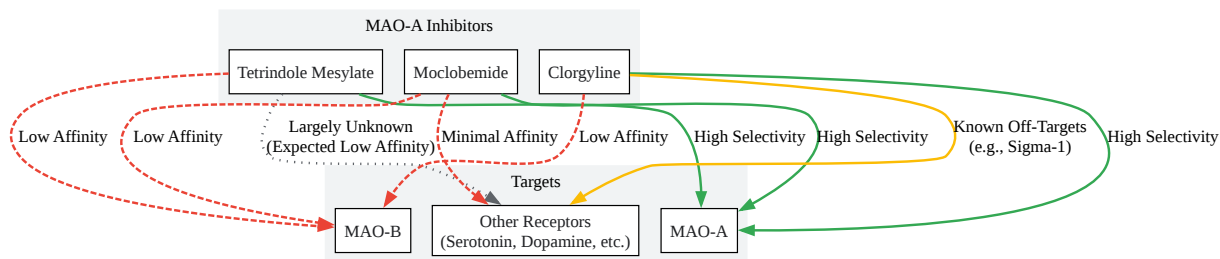 MAO-A Inhibitors
Tetrindole Mesylate
Moclobemide
Clorgyline
Low Affinity
Low Affinity
Largely Unknown
(Expected Low Affinity)
Minimal Affinity
Low Affinity
High Selectivity
High Selectivity
Known Off-Targets
(e.g., Sigma-1)
High Selectivity
Targets
MAO-B
Other Receptors
(Serotonin, Dopamine, etc.)
MAO-A